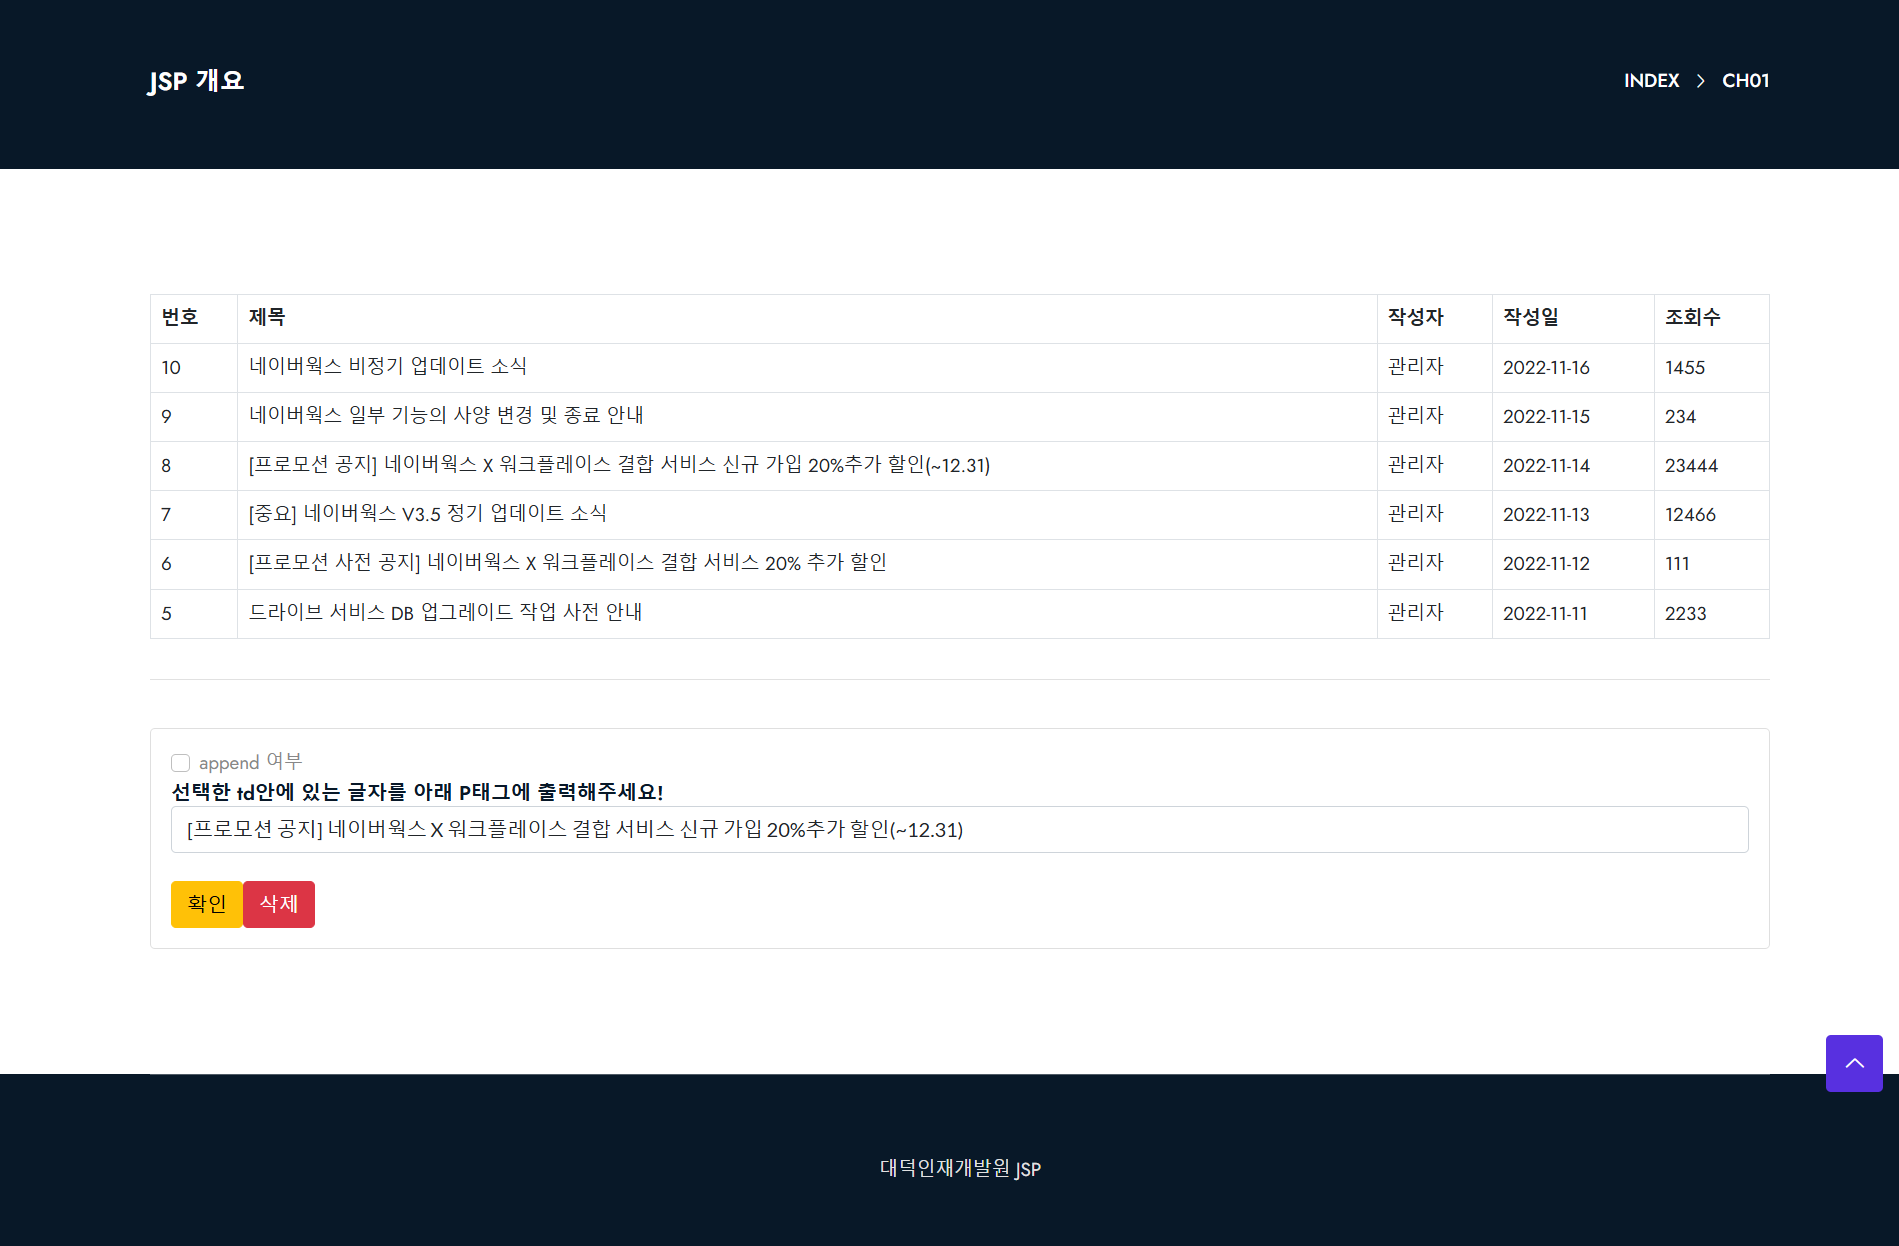 JSP 개요
INDEX > CH01
번호 제목 작성자 작성일 조회수
10 네이버웍스 비정기 업데이트 소식 관리자 2022-11-16 1455
9 네이버웍스 일부 기능의 사양 변경 및 종료 안내 관리자 2022-11-15 234
8 [프로모션 공지] 네이버웍스 X 워크플레이스 결합 서비스 신규 가입 20%추가 할인(~12.31) 관리자 2022-11-14 23444
7 [중요] 네이버웍스 V3.5 정기 업데이트 소식 관리자 2022-11-13 12466
6 [프로모션 사전 공지] 네이버웍스 X 워크플레이스 결합 서비스 20% 추가 할인 관리자 2022-11-12 111
5 드라이브 서비스 DB 업그레이드 작업 사전 안내 관리자 2022-11-11 2233
append 여부
선택한 td안에 있는 글자를 아래 P태그에 출력해주세요!
[프로모션 공지] 네이버웍스 X 워크플레이스 결합 서비스 신규 가입 20%추가 할인(~12.31)
확인 삭제
대덕인재개발원 JSP